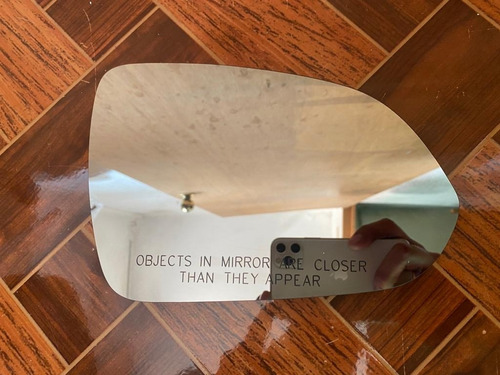 OBJECTS IN MIRROR ARE CLOSER
THAN THEY APPEAR